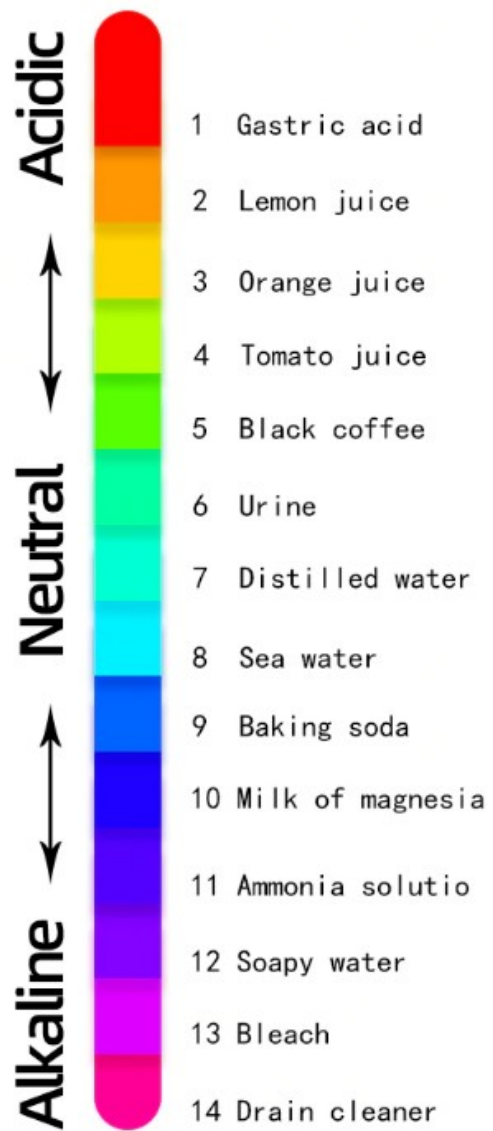 Acidic
Neutral
Alkaline
1 Gastric acid
2 Lemon juice
3 Orange juice
4 Tomato juice
5 Black coffee
6 Urine
7 Distilled water
8 Sea water
9 Baking soda
10 Milk of magnesia
11 Ammonia solutio
12 Soapy water
13 Bleach
14 Drain cleaner